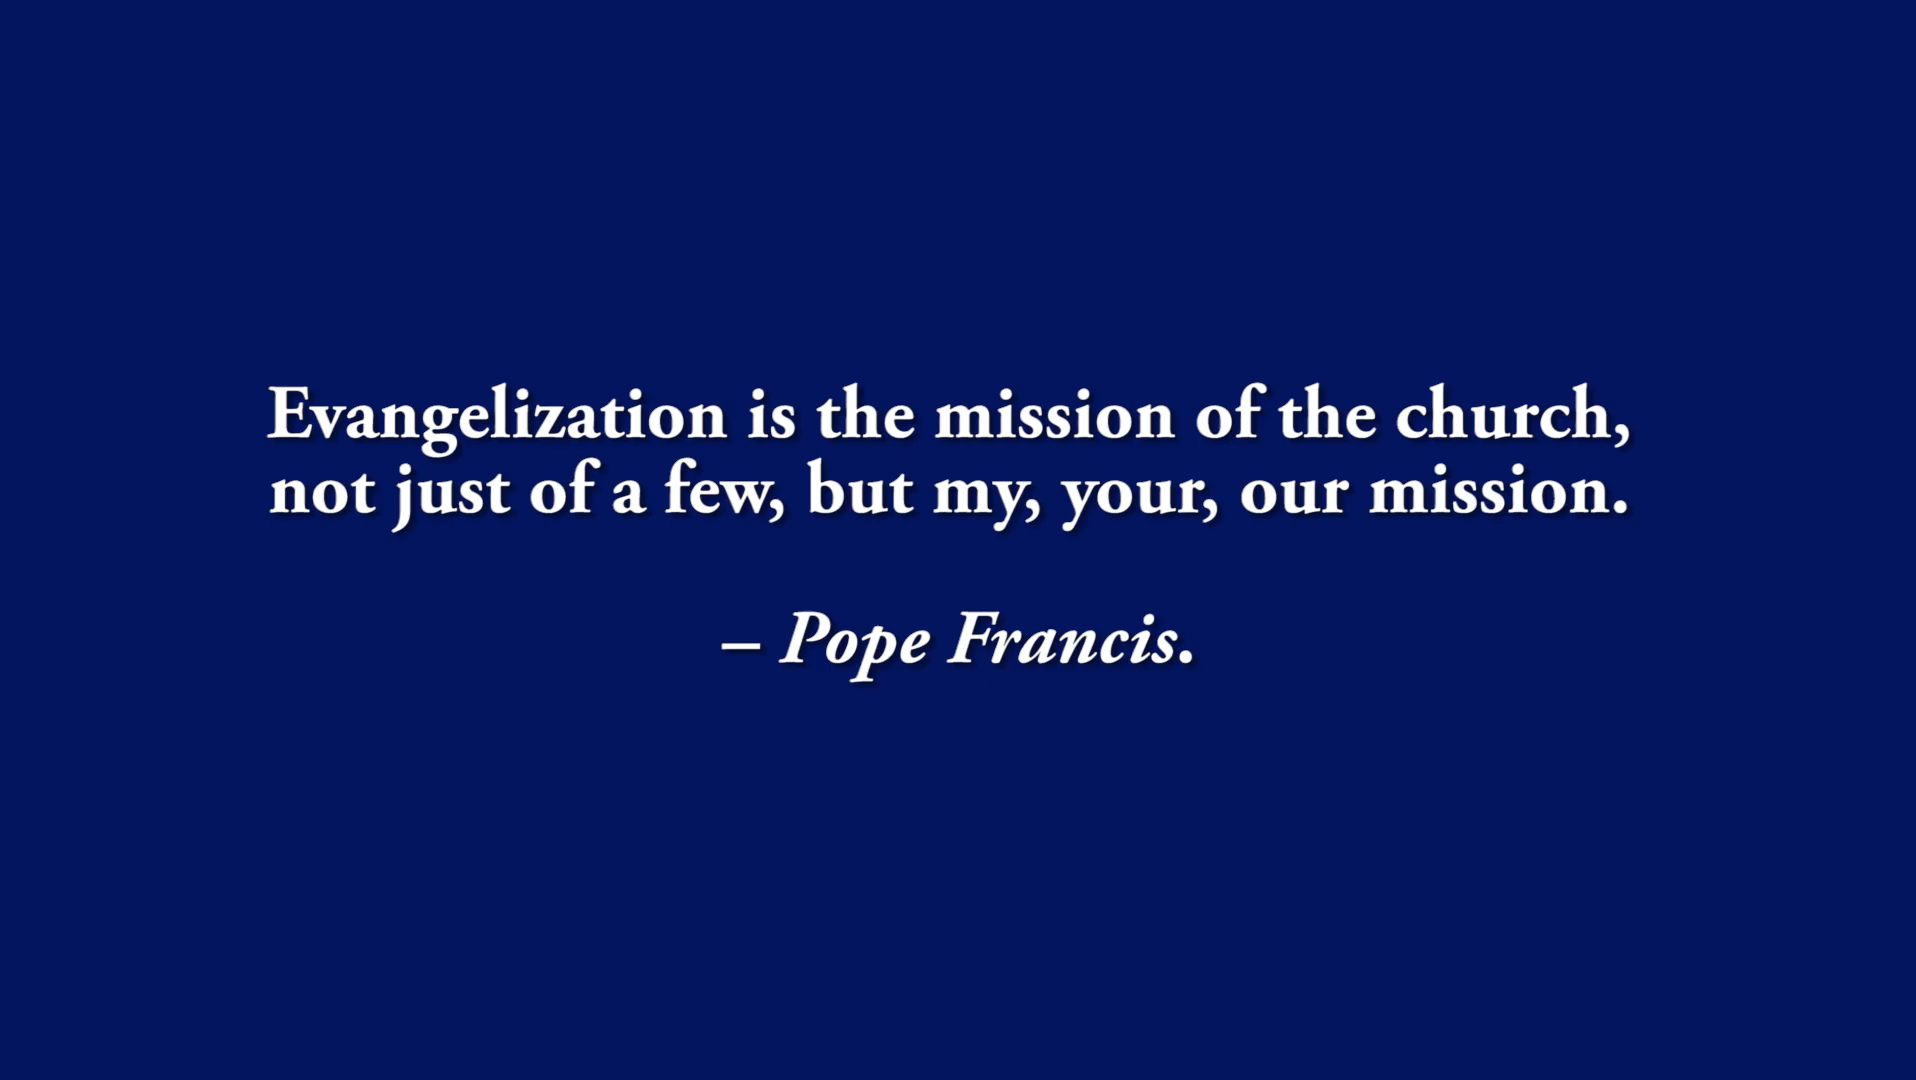 Evangelization is the mission of the church,
not just of a few, but my, your, our mission.
– Pope Francis.